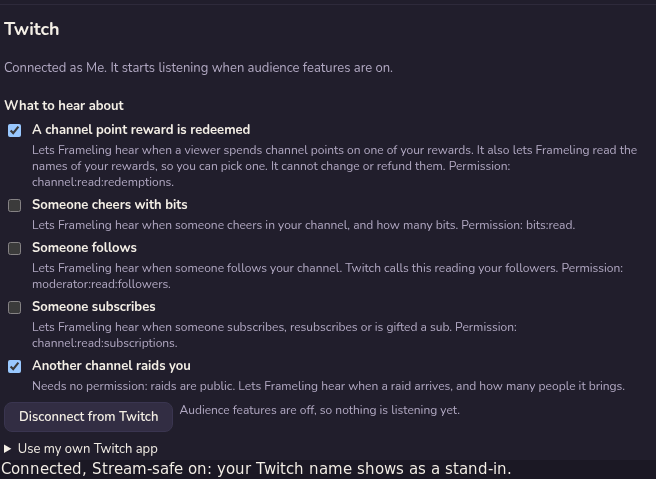 Twitch
Connected as Me. It starts listening when audience features are on.
What to hear about
A channel point reward is redeemed
Lets Frameling hear when a viewer spends channel points on one of your rewards. It also lets Frameling read the
names of your rewards, so you can pick one. It cannot change or refund them. Permission:
channel:read:redemptions.
Someone cheers with bits
Lets Frameling hear when someone cheers in your channel, and how many bits. Permission: bits:read.
Someone follows
Lets Frameling hear when someone follows your channel. Twitch calls this reading your followers. Permission:
moderator:read:followers.
Someone subscribes
Lets Frameling hear when someone subscribes, resubscribes or is gifted a sub. Permission:
channel:read:subscriptions.
Another channel raids you
Needs no permission: raids are public. Lets Frameling hear when a raid arrives, and how many people it brings.
Disconnect from Twitch
Audience features are off, so nothing is listening yet.
Use my own Twitch app
Connected, Stream-safe on: your Twitch name shows as a stand-in.